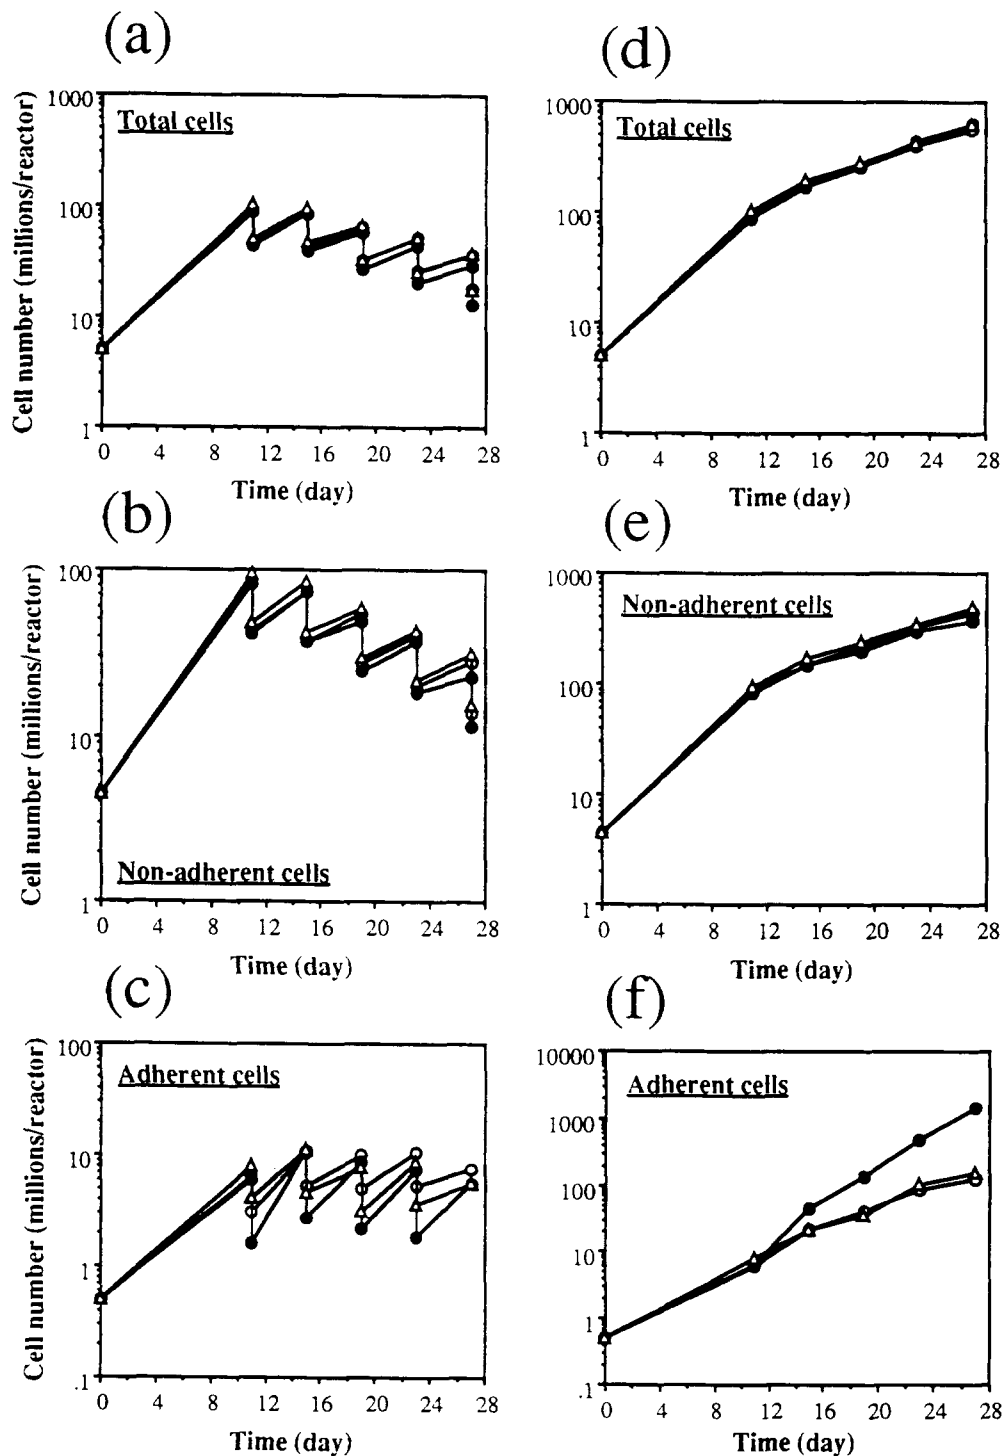 (a)
Cell number (millions/reactor)
1000
100
10
1
Total cells
0 4 8 12 16 20 24 28
Time (day)
(b)
Cell number (millions/reactor)
100
10
1
Non-adherent cells
0 4 8 12 16 20 24 28
Time (day)
(c)
Cell number (millions/reactor)
100
10
1
.1
Adherent cells
0 4 8 12 16 20 24 28
Time (day)
(d)
1000
100
10
1
Total cells
0 4 8 12 16 20 24 28
Time (day)
(e)
1000
100
10
1
Non-adherent cells
0 4 8 12 16 20 24 28
Time (day)
(f)
10000
1000
100
10
1
.1
Adherent cells
0 4 8 12 16 20 24 28
Time (day)